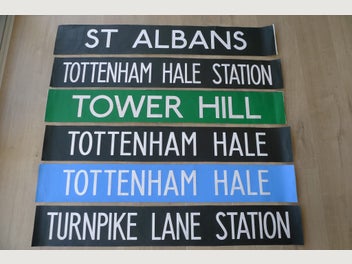 ST ALBANS
TOTTENHAM HALE STATION
TOWER HILL
TOTTENHAM HALE
TOTTENHAM HALE
TURNPIKE LANE STATION